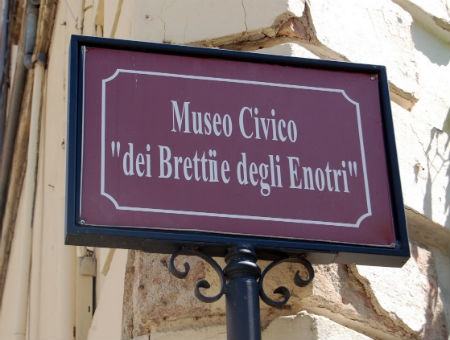 Museo Civico
"dei Brettii e degli Enotri"